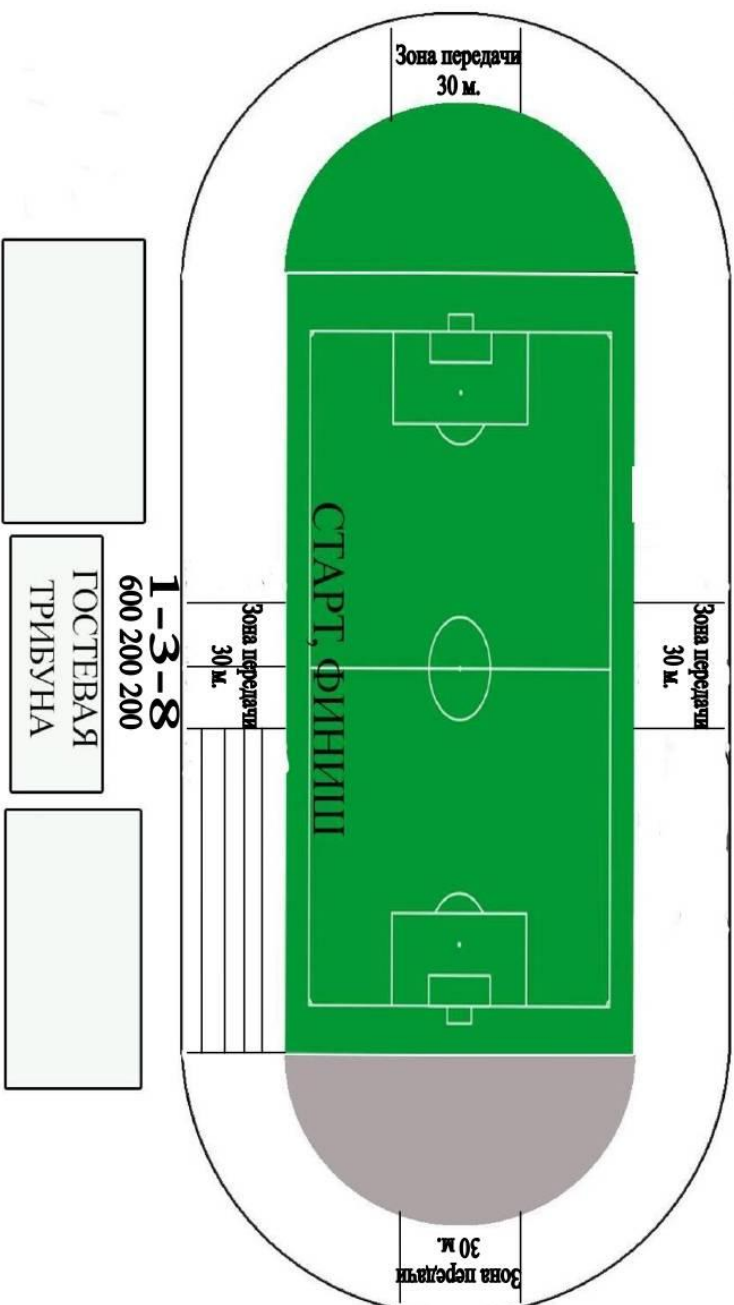 Зона передачи
30 м.
Зона передачи
30 м.
СТАРТ, ФИНИШ
Зона передачи
30 м.
1-3-8
600 200 200
ГОСТЕВАЯ
ТРИБУНА
Зона передачи
30 м.